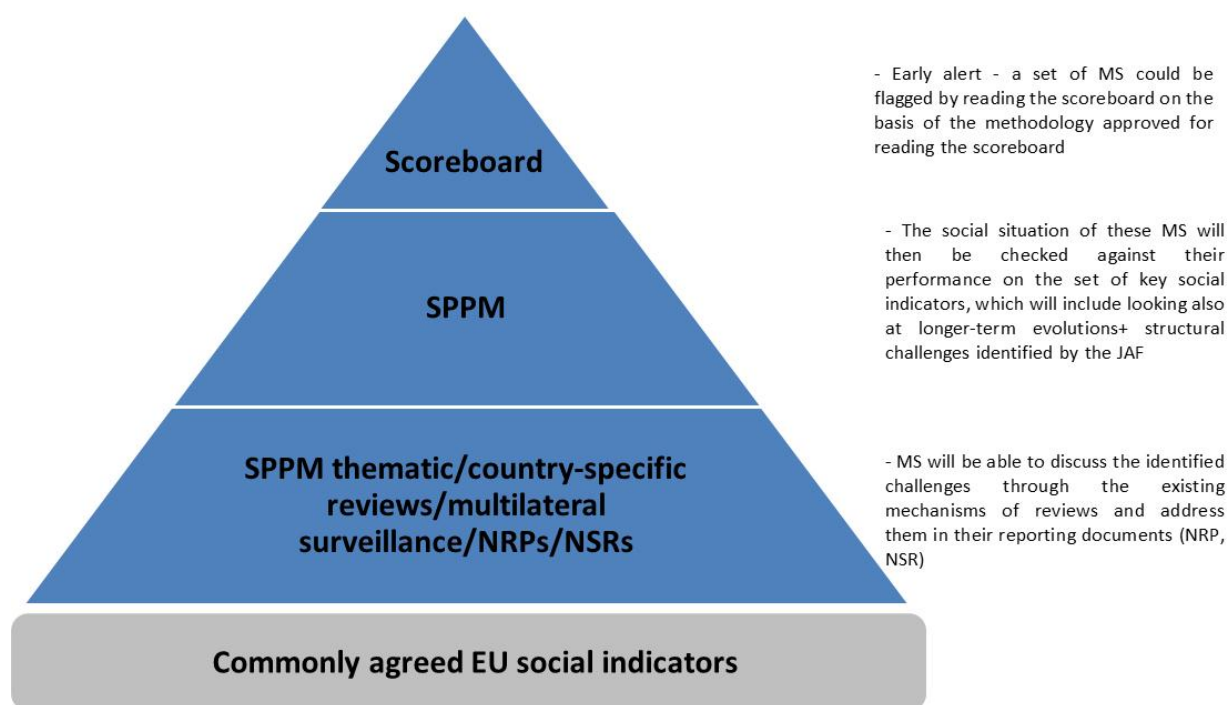 - Early alert - a set of MS could be
flagged by reading the scoreboard on the
basis of the methodology approved for
reading the scoreboard
Scoreboard
- The social situation of these MS will
then be checked against their
performance on the set of key social
indicators, which will include looking also
at longer-term evolutions+ structural
challenges identified by the JAF
SPPM
SPPM thematic/country-specific
reviews/multilateral
surveillance/NRPs/NSRs
- MS will be able to discuss the identified
challenges through the existing
mechanisms of reviews and address
them in their reporting documents (NRP,
NSR)
Commonly agreed EU social indicators